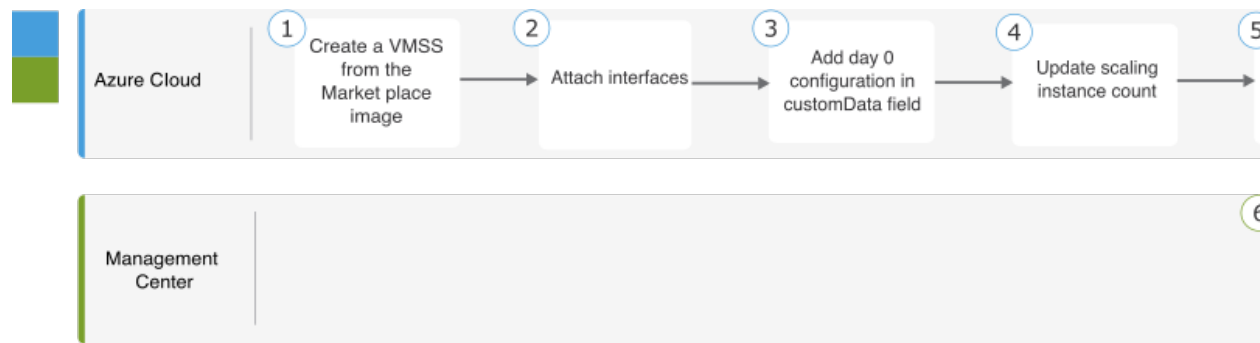 1
Create a VMSS
from the
Market place
image
2
Attach interfaces
3
Add day 0
configuration in
customData field
4
Update scaling
instance count
5
Azure Cloud
6
Management
Center